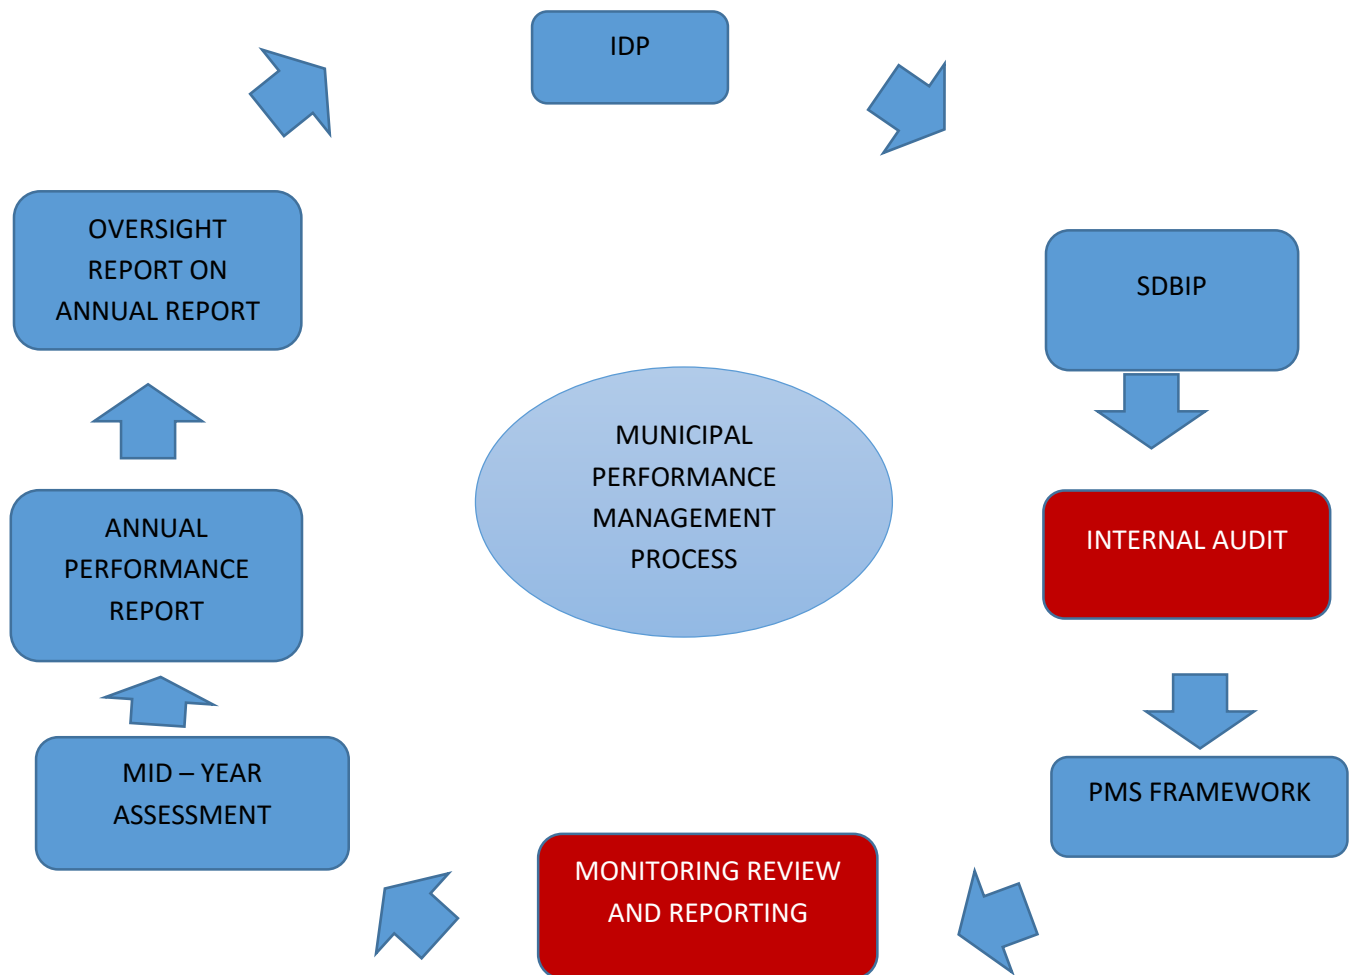 IDP
OVERSIGHT
REPORT ON
ANNUAL REPORT
SDBIP
MUNICIPAL
PERFORMANCE
MANAGEMENT
PROCESS
ANNUAL
PERFORMANCE
REPORT
INTERNAL AUDIT
MID – YEAR
ASSESSMENT
PMS FRAMEWORK
MONITORING REVIEW
AND REPORTING